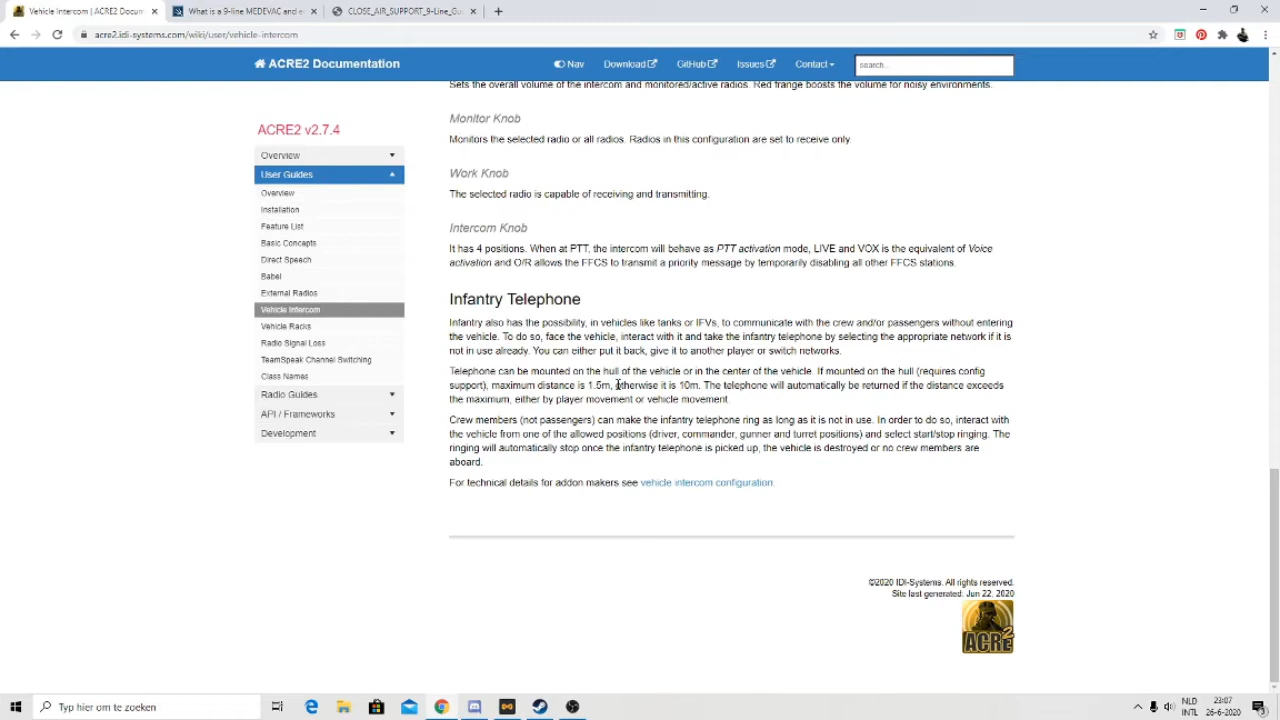 Vehicle Intercom | ACRE2 Docum
What is a 9-line MEDEVAC and e
CLOSE_AIR_SUPPORT_9-Line_Gu
acre2.idi-systems.com/wiki/user/vehicle-intercom
ACRE2 Documentation
Nav
Download
GitHub
Issues
Contact
search...
ACRE2 v2.7.4
Overview
User Guides
Overview
Installation
Feature List
Basic Concepts
Direct Speech
Babel
External Radios
Vehicle Intercom
Vehicle Racks
Radio Signal Loss
TeamSpeak Channel Switching
Class Names
Radio Guides
API / Frameworks
Development
Sets the overall volume of the intercom and monitored/active radios. Red frange boosts the volume for noisy environments.
Monitor Knob
Monitors the selected radio or all radios. Radios in this configuration are set to receive only.
Work Knob
The selected radio is capable of receiving and transmitting.
Intercom Knob
It has 4 positions. When at PTT, the intercom will behave as PTT activation mode, LIVE and VOX is the equivalent of Voice
activation and O/R allows the FFCS to transmit a priority message by temporarily disabling all other FFCS stations.
Infantry Telephone
Infantry also has the possibility, in vehicles like tanks or IFVs, to communicate with the crew and/or passengers without entering
the vehicle. To do so, face the vehicle, interact with it and take the infantry telephone by selecting the appropriate network if it is
not in use already. You can either put it back, give it to another player or switch networks.
Telephone can be mounted on the hull of the vehicle or in the center of the vehicle. If mounted on the hull (requires config
support), maximum distance is 1.5m, otherwise it is 10m. The telephone will automatically be returned if the distance exceeds
the maximum, either by player movement or vehicle movement.
Crew members (not passengers) can make the infantry telephone ring as long as it is not in use. In order to do so, interact with
the vehicle from one of the allowed positions (driver, commander, gunner and turret positions) and select start/stop ringing. The
ringing will automatically stop once the infantry telephone is picked up, the vehicle is destroyed or no crew members are
aboard.
For technical details for addon makers see vehicle intercom configuration.
©2020 IDI-Systems. All rights reserved.
Site last generated: Jun 22, 2020
ACRE2
Typ hier om te zoeken
NLD
INTL
23:07
26-6-2020